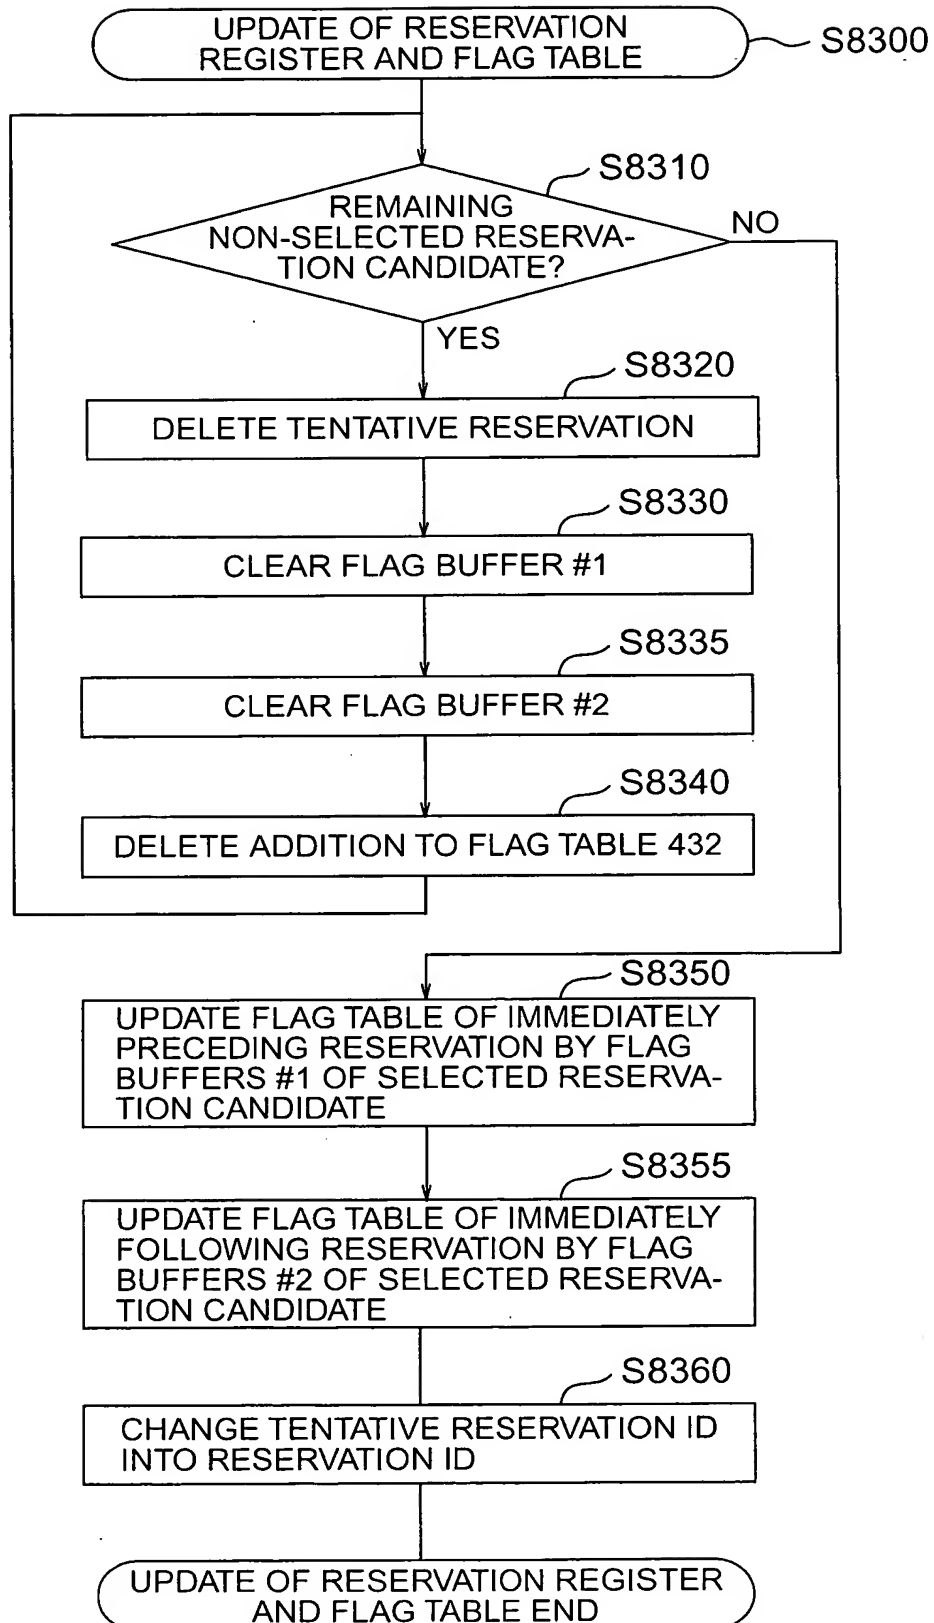 UPDATE OF RESERVATION
REGISTER AND FLAG TABLE
S8300
S8310
REMAINING
NON-SELECTED RESERVA-
TION CANDIDATE?
NO
YES
S8320
DELETE TENTATIVE RESERVATION
S8330
CLEAR FLAG BUFFER #1
S8335
CLEAR FLAG BUFFER #2
S8340
DELETE ADDITION TO FLAG TABLE 432
S8350
UPDATE FLAG TABLE OF IMMEDIATELY
PRECEDING RESERVATION BY FLAG
BUFFERS #1 OF SELECTED RESERVA-
TION CANDIDATE
S8355
UPDATE FLAG TABLE OF IMMEDIATELY
FOLLOWING RESERVATION BY FLAG
BUFFERS #2 OF SELECTED RESERVA-
TION CANDIDATE
S8360
CHANGE TENTATIVE RESERVATION ID
INTO RESERVATION ID
UPDATE OF RESERVATION REGISTER
AND FLAG TABLE END